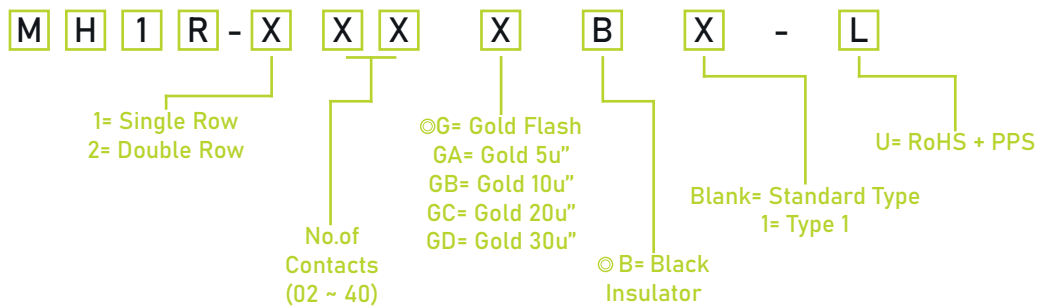 M H 1 R - X X X X B X - L
1= Single Row
2= Double Row
No.of
Contacts
(02 ~ 40)
◎G= Gold Flash
GA= Gold 5u”
GB= Gold 10u”
GC= Gold 20u”
GD= Gold 30u”
◎ B= Black
Insulator
Blank= Standard Type
1= Type 1
U= RoHS + PPS